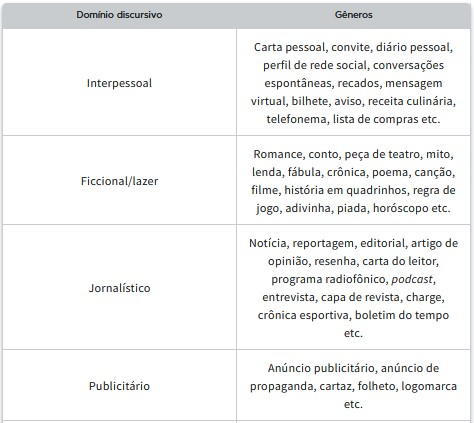 Domínio discursivo
Gêneros
Interpessoal
Carta pessoal, convite, diário pessoal,
perfil de rede social, conversações
espontâneas, recados, mensagem
virtual, bilhete, aviso, receita culinária,
telefonema, lista de compras etc.
Ficcional/lazer
Romance, conto, peça de teatro, mito,
lenda, fábula, crônica, poema, canção,
filme, história em quadrinhos, regra de
jogo, adivinha, piada, horóscopo etc.
Jornalístico
Notícia, reportagem, editorial, artigo de
opinião, resenha, carta do leitor,
programa radiofônico, podcast,
entrevista, capa de revista, charge,
crônica esportiva, boletim do tempo
etc.
Publicitário
Anúncio publicitário, anúncio de
propaganda, cartaz, folheto, logomarca
etc.